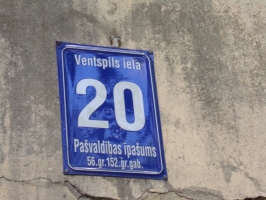 Ventspils iela
20
Pašvaldības īpašums
56.gr.152.gr.gab.